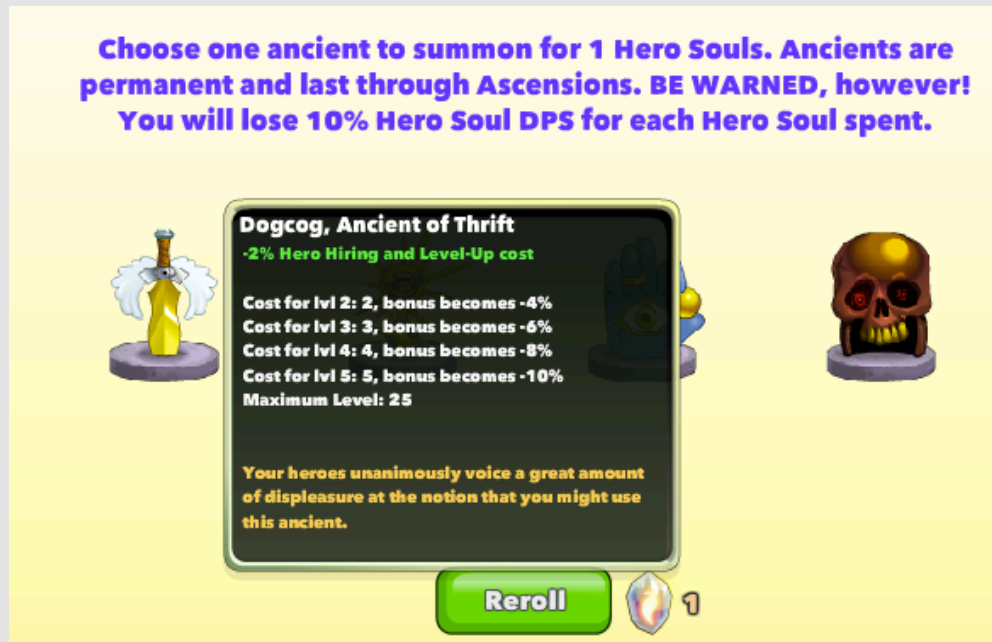 Choose one ancient to summon for 1 Hero Souls. Ancients are
permanent and last through Ascensions. BE WARNED, however!
You will lose 10% Hero Soul DPS for each Hero Soul spent.
Dogcog, Ancient of Thrift
-2% Hero Hiring and Level-Up cost
Cost for lvl 2: 2, bonus becomes -4%
Cost for lvl 3: 3, bonus becomes -6%
Cost for lvl 4: 4, bonus becomes -8%
Cost for lvl 5: 5, bonus becomes -10%
Maximum Level: 25
Your heroes unanimously voice a great amount
of displeasure at the notion that you might use
this ancient.
Reroll 1